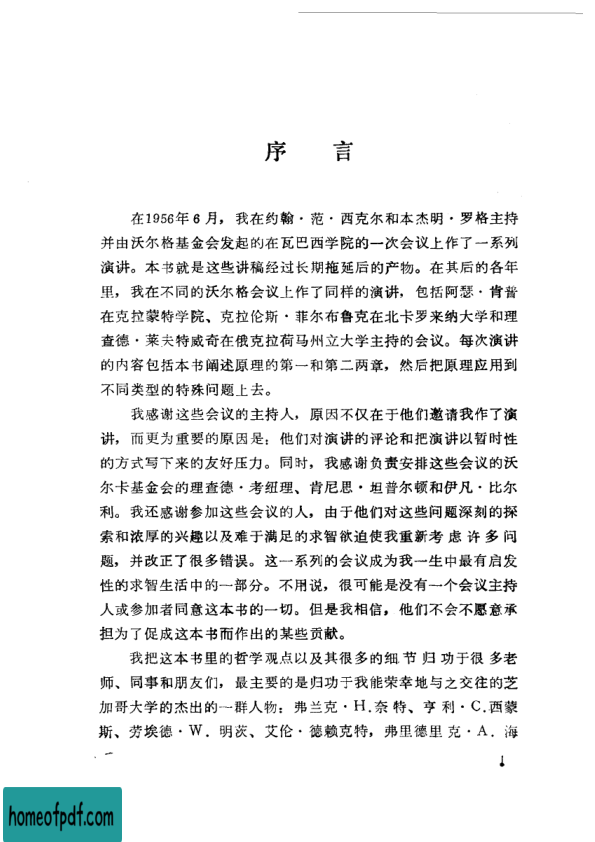 序 言
在1956年6月，我在约翰·范·西克尔和本杰明·罗格主持
并由沃尔格基金会发起的在瓦巴西学院的一次会议上作了一系列
演讲。本书就是这些讲稿经过长期拖延后的产物。在其后的各年
里，我在不同的沃尔格会议上作了同样的演讲，包括阿瑟·肯普
在克拉蒙特学院、克拉伦斯·菲尔布鲁克在北卡罗来纳大学和理
查德·莱夫特威奇在俄克拉荷马州立大学主持的会议。每次演讲
的内容包括本书阐述原理的第一和第二两章，然后把原理应用到
不同类型的特殊问题上去。
我感谢这些会议的主持人，原因不仅在于他们邀请我作了演
讲，而更为重要的原因是：他们对演讲的评论和把演讲以暂时性
的方式写下来的友好压力。同时，我感谢负责安排这些会议的沃
尔卡基金会的理查德·考纽理、肯尼思·坦普尔顿和伊凡·比尔
利。我还感谢参加这些会议的人，由于他们对这些问题深刻的探
索和浓厚的兴趣以及难于满足的求智欲迫使我重新考虑许多问
题，并改正了很多错误。这一系列的会议成为我一生中最有启发
性的求智生活中的一部分。不用说，很可能是没有一个会议主持
人或参加者同意这本书的一切。但是我相信，他们不会不愿意承
担为了促成这本书而作出的某些贡献。
我把这本书里的哲学观点以及其很多的细节归功于很多老
师、同事和朋友们，最主要的是归功于我能荣幸地与之交往的芝
加哥大学的杰出的一群人物：弗兰克·H.奈特、亨利·C.西蒙
斯、劳埃德·W.明茨、艾伦·德赖克特，弗里德里克·A.海
1
homeofpdf.com